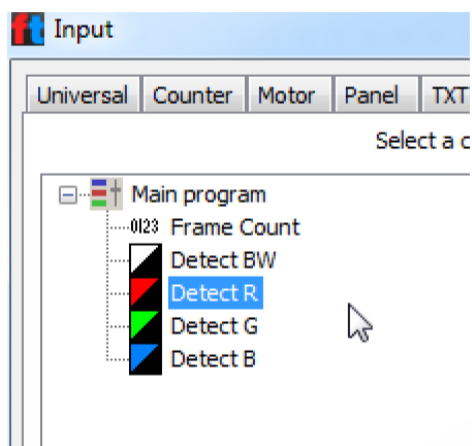 ft Input
Universal Counter Motor Panel TXT
Select a c
Main program
0123 Frame Count
Detect BW
Detect R
Detect G
Detect B